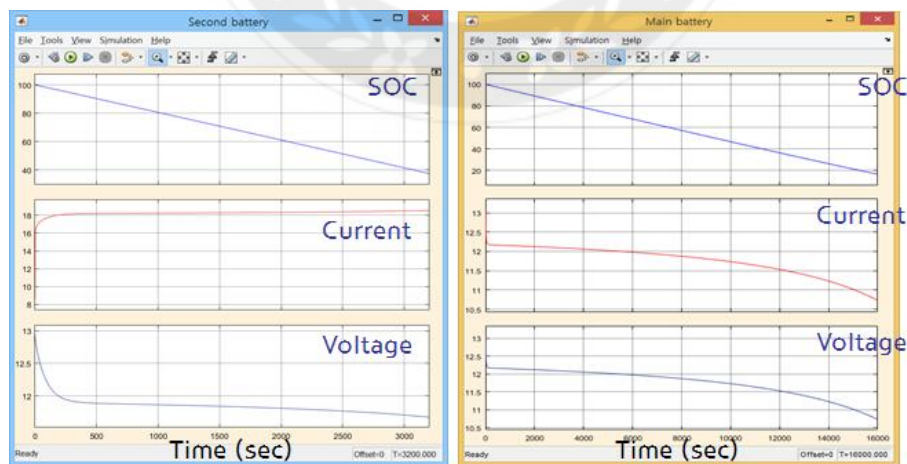 Second battery
File Tools View Simulation Help
SOC
100
80
60
40
Current
18
16
14
12
10
8
Voltage
13
12.5
12
0 500 1000 1500 2000 2500 3000
Time (sec)
Ready Offset=0 T=3200.000
Main battery
File Tools View Simulation Help
SOC
100
80
60
40
20
Current
13
12.5
12
11.5
11
10.5
Voltage
13
12.5
12
11.5
11
10.5
0 2000 4000 6000 8000 10000 12000 14000 16000
Time (sec)
Ready Offset=0 T=16000.000